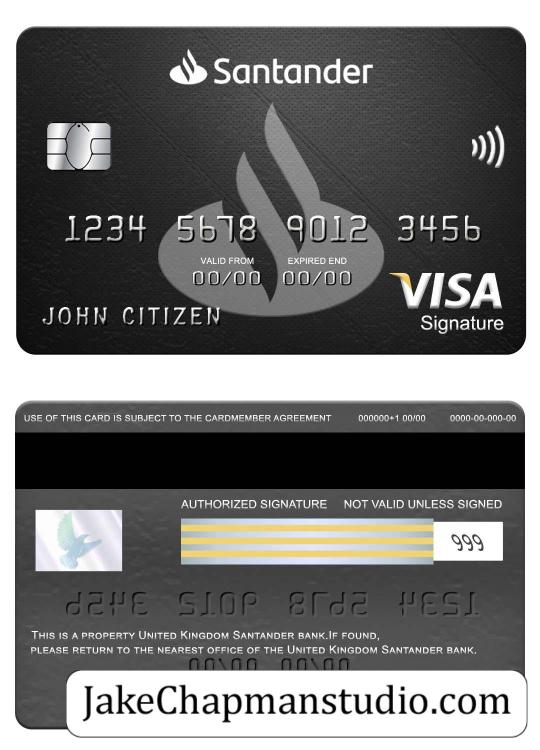 Santander
1234 5678 9012 3456
VALID FROM EXPIRED END
00/00 00/00
JOHN CITIZEN
VISA
Signature
USE OF THIS CARD IS SUBJECT TO THE CARDMEMBER AGREEMENT 000000+1 00/00 0000-00-000-00
AUTHORIZED SIGNATURE NOT VALID UNLESS SIGNED
999
THIS IS A PROPERTY UNITED KINGDOM SANTANDER BANK.IF FOUND,
PLEASE RETURN TO THE NEAREST OFFICE OF THE UNITED KINGDOM SANTANDER BANK.
JakeChapmanstudio.com